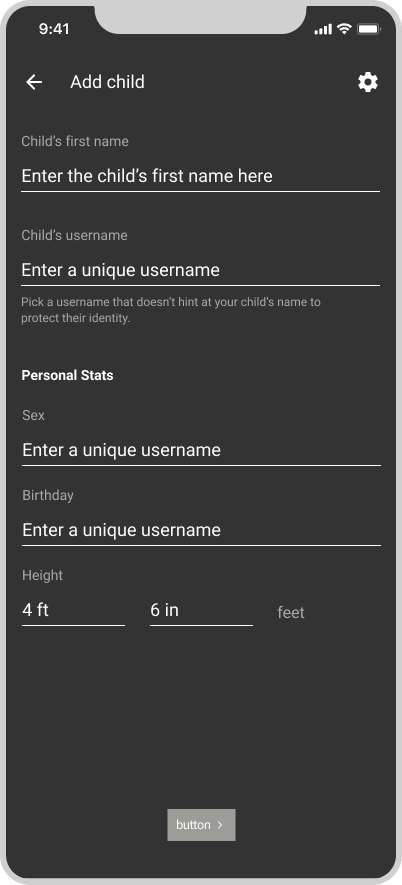 9:41
Add child
Child’s first name
Enter the child’s first name here
Child’s username
Enter a unique username
Pick a username that doesn’t hint at your child’s name to
protect their identity.
Personal Stats
Sex
Enter a unique username
Birthday
Enter a unique username
Height
4 ft 6 in feet
button